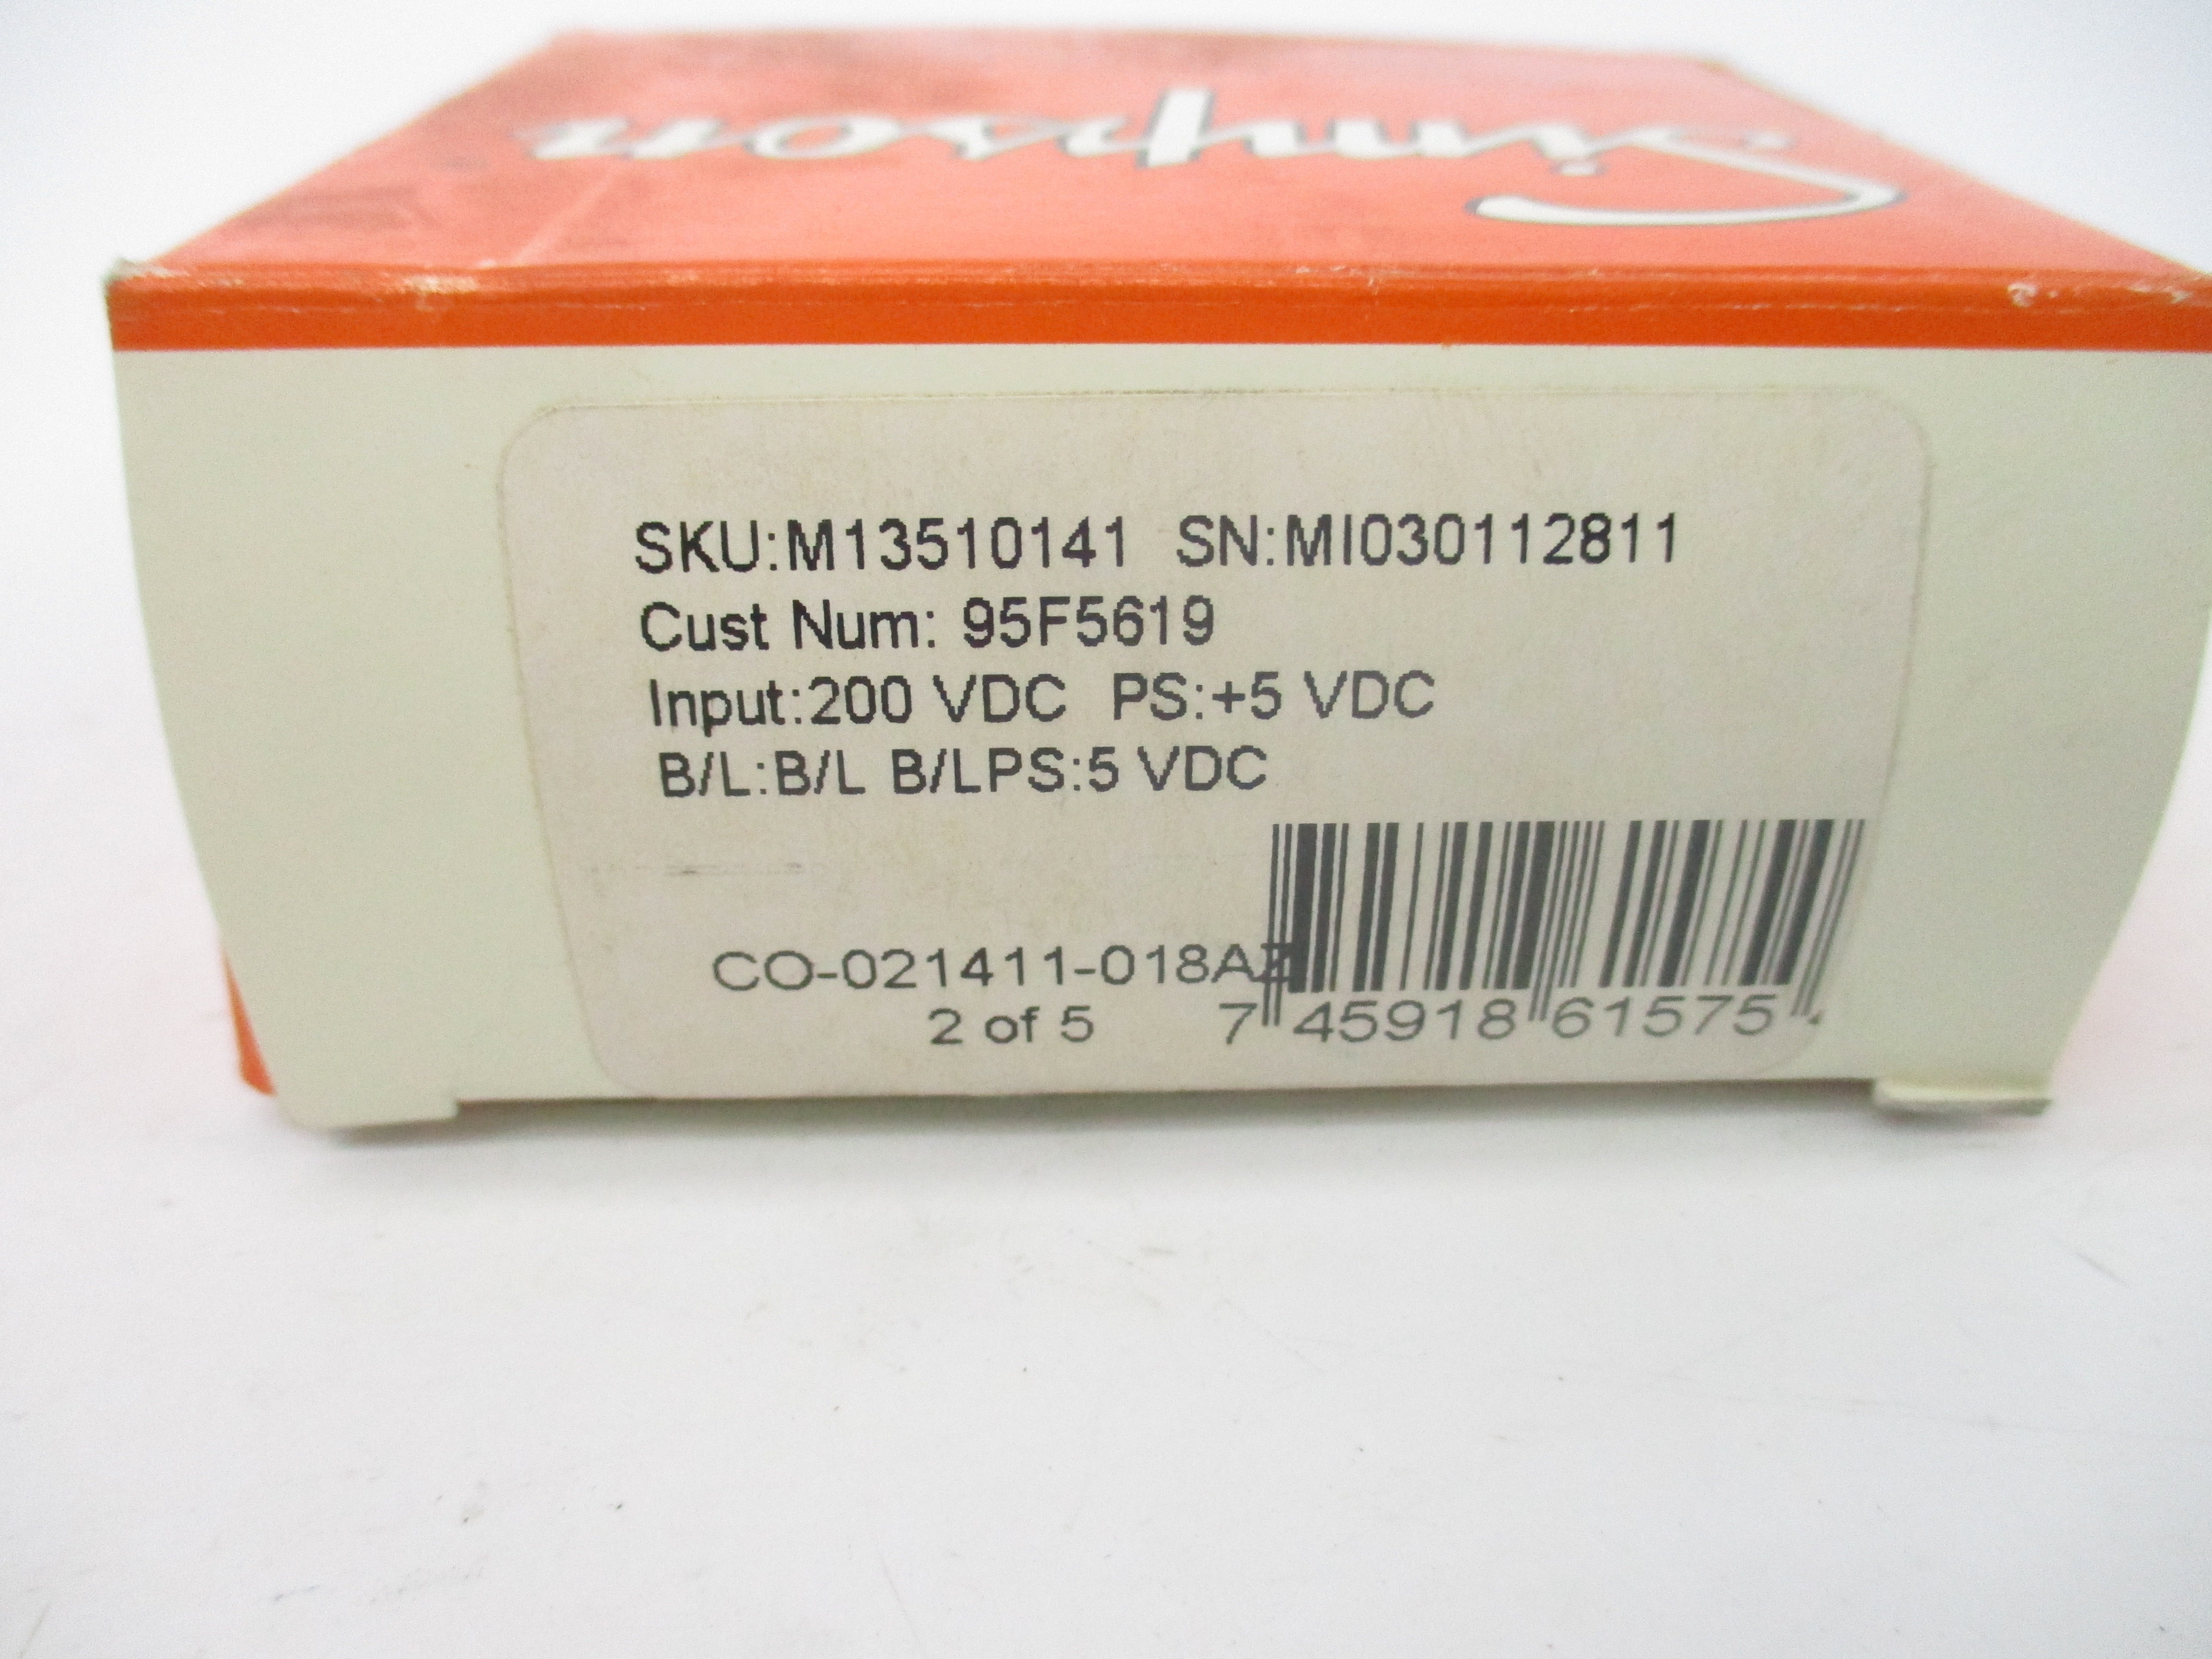 Simpson
SKU:M13510141 SN:MI030112811
Cust Num: 95F5619
Input:200 VDC PS:+5 VDC
B/L:B/L B/LPS:5 VDC
CO-021411-018AZ
2 of 5
7 45918 61575